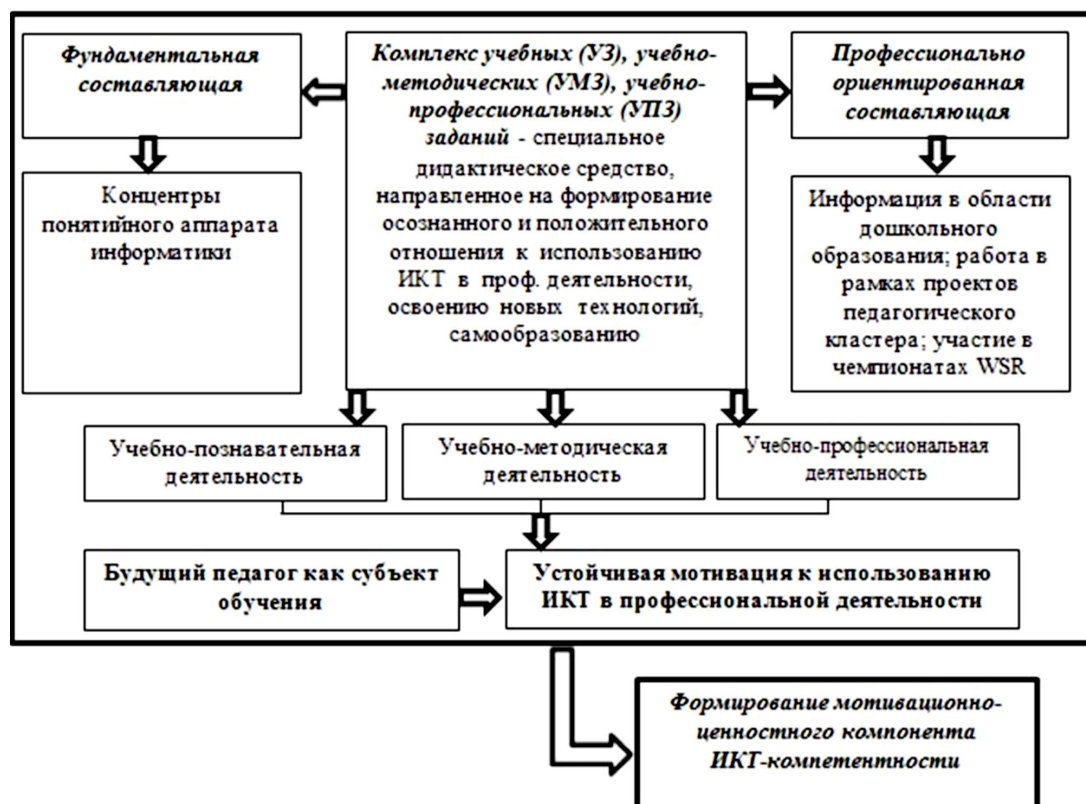 Фундаментальная
составляющая
Комплекс учебных (УЗ), учебно-
методических (УМЗ), учебно-
профессиональных (УПЗ)
заданий - специальное
дидактическое средство,
направленное на формирование
осознанного и положительного
отношения к использованию
ИКТ в проф. деятельности,
освоению новых технологий,
самообразованию
Профессионально
ориентированная
составляющая
Концентры
понятийного аппарата
информатики
Информация в области
дошкольного
образования; работа в
рамках проектов
педагогического
кластера; участие в
чемпионатах WSR
Учебно-познавательная
деятельность
Учебно-методическая
деятельность
Учебно-профессиональная
деятельность
Будущий педагог как субъект
обучения
Устойчивая мотивация к использованию
ИКТ в профессиональной деятельности
Формирование мотивационно-
ценностного компонента
ИКТ-компетентности